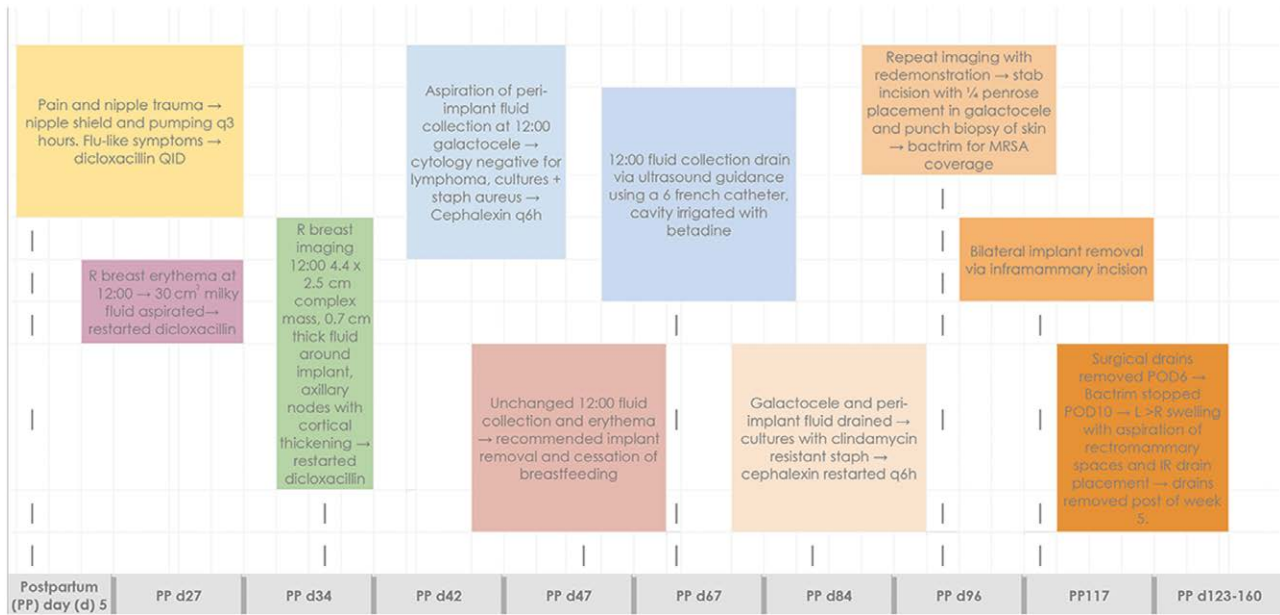 Pain and nipple trauma →
nipple shield and pumping q3
hours. Flu-like symptoms →
dicloxacillin QID
R breast erythema at
12:00 → 30 cm³ milky
fluid aspirated→
restarted dicloxacillin
R breast
imaging
12:00 4.4 x
2.5 cm
complex
mass, 0.7 cm
thick fluid
around
implant,
axillary
nodes with
cortical
thickening →
restarted
dicloxacillin
Aspiration of peri-
implant fluid
collection at 12:00
galactocele →
cytology negative for
lymphoma, cultures +
staph aureus →
Cephalexin q6h
Unchanged 12:00 fluid
collection and erythema
→ recommended implant
removal and cessation of
breastfeeding
12:00 fluid collection drain
via ultrasound guidance
using a 6 french catheter,
cavity irrigated with
betadine
Galactocele and peri-
implant fluid drained →
cultures with clindamycin
resistant staph →
cephalexin restarted q6h
Repeat imaging with
redemonstration → stab
incision with ¼ penrose
placement in galactocele
and punch biopsy of skin
→ bactrim for MRSA
coverage
Bilateral implant removal
via inframammary incision
Surgical drains
removed POD6 →
Bactrim stopped
POD10 → L >R swelling
with aspiration of
rectromammary
spaces and IR drain
placement → drains
removed post of week
5.
Postpartum
(PP) day (d) 5
PP d27
PP d34
PP d42
PP d47
PP d67
PP d84
PP d96
PP117
PP d123-160